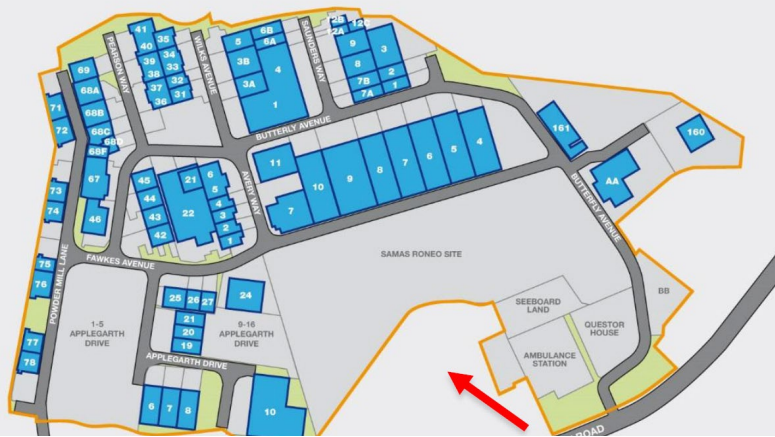 12B
12C
12A
41
35
40
34
39
33
38
32
37
31
36
PEARSON WAY
WILKS AVENUE
5
6B
6A
3B
4
3A
1
SAUNDERS WAY
9
3
8
2
7B
1
7A
69
68A
71
68B
68C
72
68D
68F
67
73
74
46
BUTTERLY AVENUE
161
160
AA
11
10
9
8
7
6
5
4
7
45
44
43
42
21
6
5
22
4
3
2
1
AVERY WAY
BUTTERFLY AVENUE
FAWKES AVENUE
POWDER MILL LANE
75
76
77
78
SAMAS RONEO SITE
BB
SEEBOARD
LAND
QUESTOR
HOUSE
AMBULANCE
STATION
25
26
27
24
21
20
19
1-5
APPLEGARTH
DRIVE
9-16
APPLEGARTH
DRIVE
APPLEGARTH DRIVE
6
7
8
10
ROAD